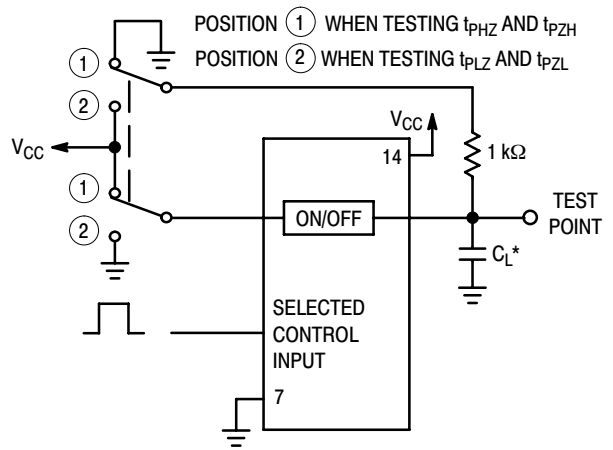 POSITION 1 WHEN TESTING tPHZ AND tPZH
POSITION 2 WHEN TESTING tPLZ AND tPZL
1
2
VCC
1
2
VCC
14
1 kΩ
ON/OFF
TEST
POINT
CL*
SELECTED
CONTROL
INPUT
7